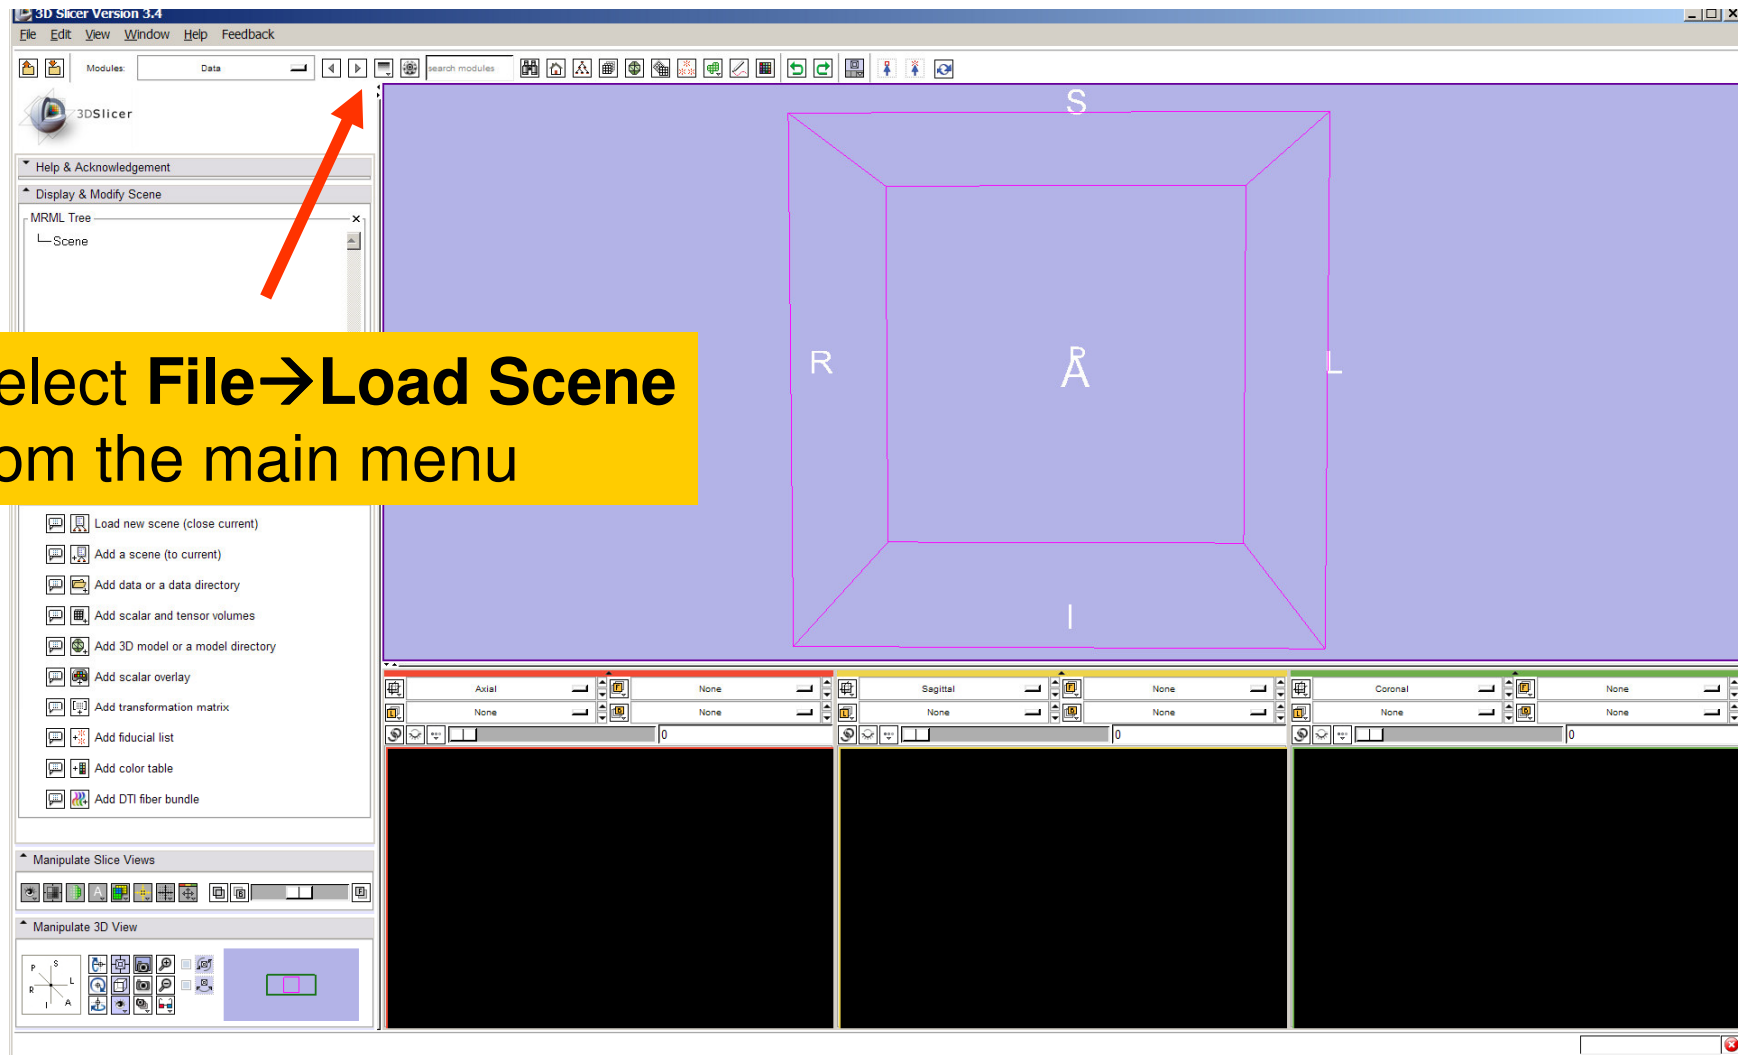 3D Slicer Version 3.4
File Edit View Window Help Feedback
Modules: Data search modules
3DSlicer
Help & Acknowledgement
Display & Modify Scene
MRML Tree
Scene
elect File→Load Scene
om the main menu
Load new scene (close current)
Add a scene (to current)
Add data or a data directory
Add scalar and tensor volumes
Add 3D model or a model directory
Add scalar overlay
Add transformation matrix
Add fiducial list
Add color table
Add DTI fiber bundle
Manipulate Slice Views
Manipulate 3D View
P S
R L
I A
S
R P A L
I
Axial None Sagittal None Coronal None
None None None None None None
0 0 0